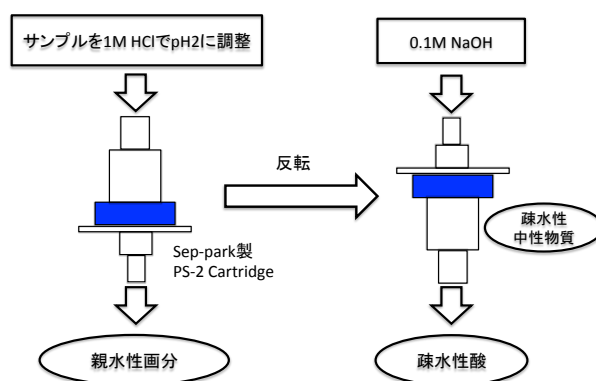 サンプルを1M HClでpH2に調整
0.1M NaOH
反転
Sep-park製
PS-2 Cartridge
疎水性
中性物質
親水性画分
疎水性酸